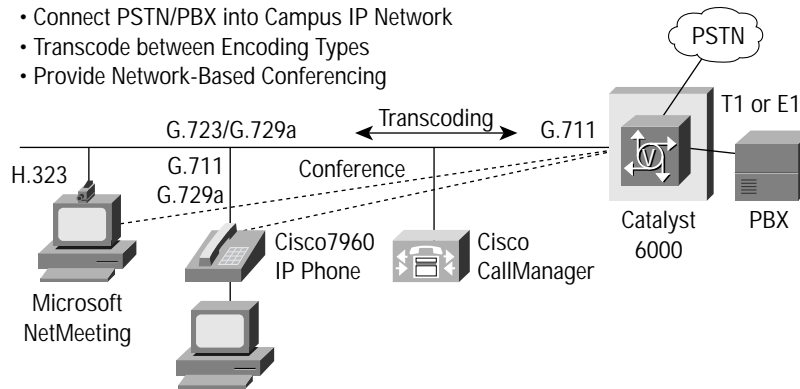 • Connect PSTN/PBX into Campus IP Network
• Transcode between Encoding Types
• Provide Network-Based Conferencing
PSTN
T1 or E1
G.723/G.729a
Transcoding
G.711
H.323
G.711
G.729a
Conference
V
Catalyst
6000
PBX
Cisco7960
IP Phone
Cisco
CallManager
Microsoft
NetMeeting